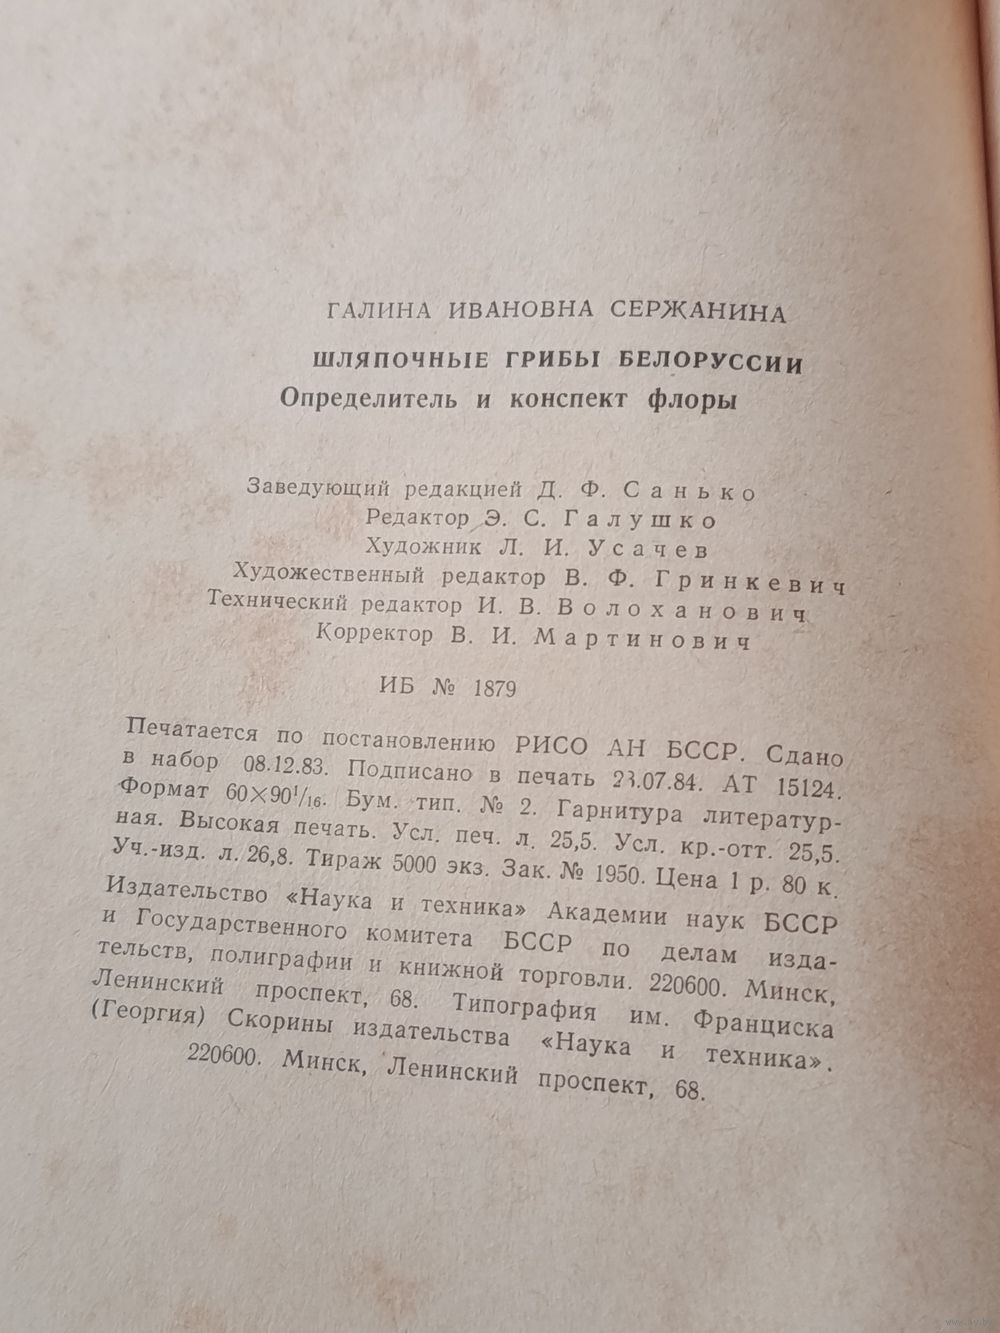 ГАЛИНА ИВАНОВНА СЕРЖАНИНА
ШЛЯПОЧНЫЕ ГРИБЫ БЕЛОРУССИИ
Определитель и конспект флоры
Заведующий редакцией Д. Ф. Санько
Редактор Э. С. Галушко
Художник Л. И. Усачев
Художественный редактор В. Ф. Гринкевич
Технический редактор И. В. Волоханович
Корректор В. И. Мартинович
ИБ № 1879
Печатается по постановлению РИСО АН БССР. Сдано
в набор 08.12.83. Подписано в печать 23.07.84. АТ 15124.
Формат 60×90¹/₁₆. Бум. тип. № 2. Гарнитура литератур-
ная. Высокая печать. Усл. печ. л. 25,5. Усл. кр.-отт. 25,5.
Уч.-изд. л. 26,8. Тираж 5000 экз. Зак. № 1950. Цена 1 р. 80 к.
Издательство «Наука и техника» Академии наук БССР
и Государственного комитета БССР по делам изда-
тельств, полиграфии и книжной торговли. 220600. Минск,
Ленинский проспект, 68. Типография им. Франциска
(Георгия) Скорины издательства «Наука и техника».
220600. Минск, Ленинский проспект, 68.